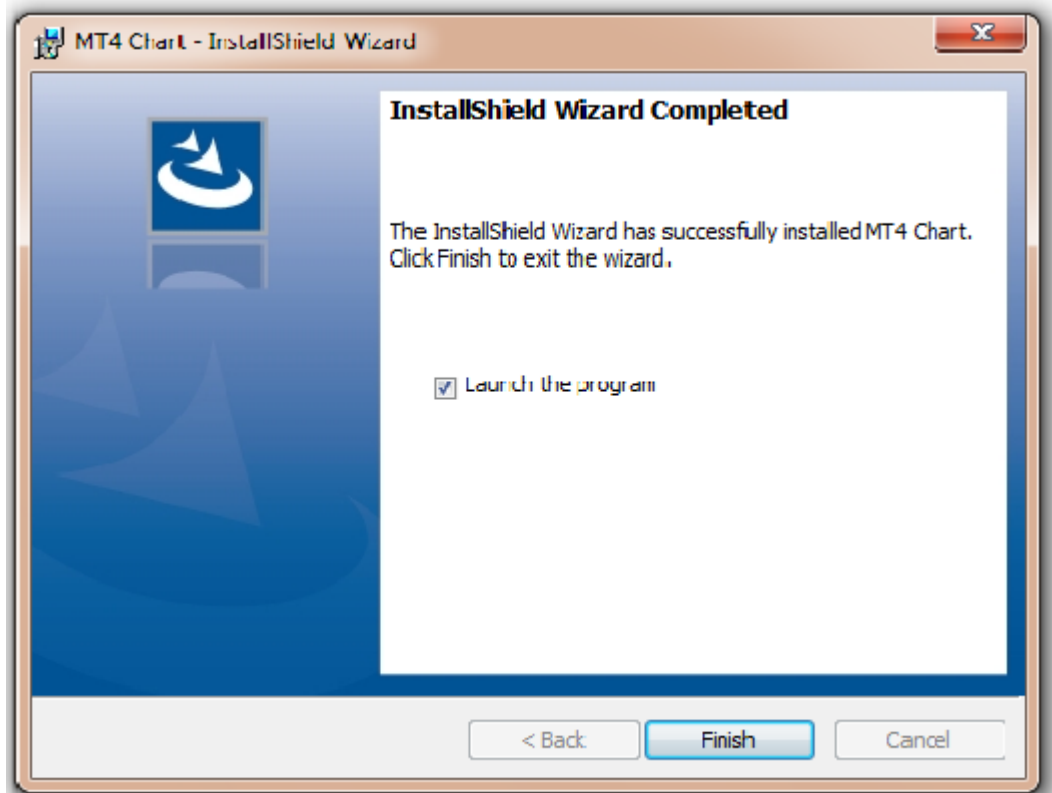 MT4 Chart - InstallShield Wizard
InstallShield Wizard Completed
The InstallShield Wizard has successfully installed MT4 Chart.
Click Finish to exit the wizard.
Launch the program
< Back
Finish
Cancel